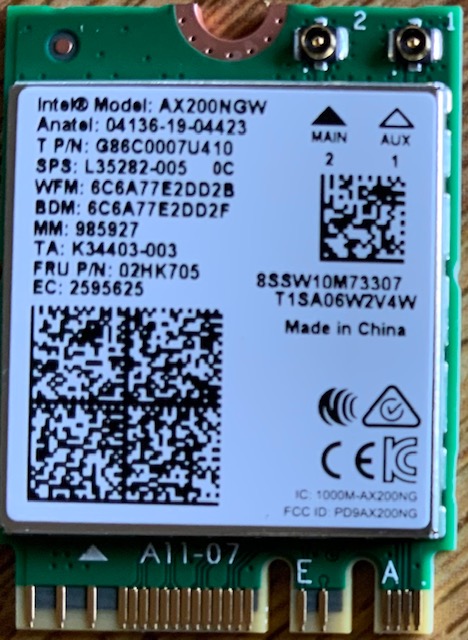 2 1
Intel® Model: AX200NGW
Anatel: 04136-19-04423
T P/N: G86C0007U410
SPS: L35282-005 0C
WFM: 6C6A77E2DD2B
BDM: 6C6A77E2DD2F
MM: 985927
TA: K34403-003
FRU P/N: 02HK705
EC: 2595625
MAIN AUX
2 1
8SSW10M73307
T1SA06W2V4W
Made in China
CE
IC: 1000M-AX200NG
FCC ID: PD9AX200NG
A11-07 E A